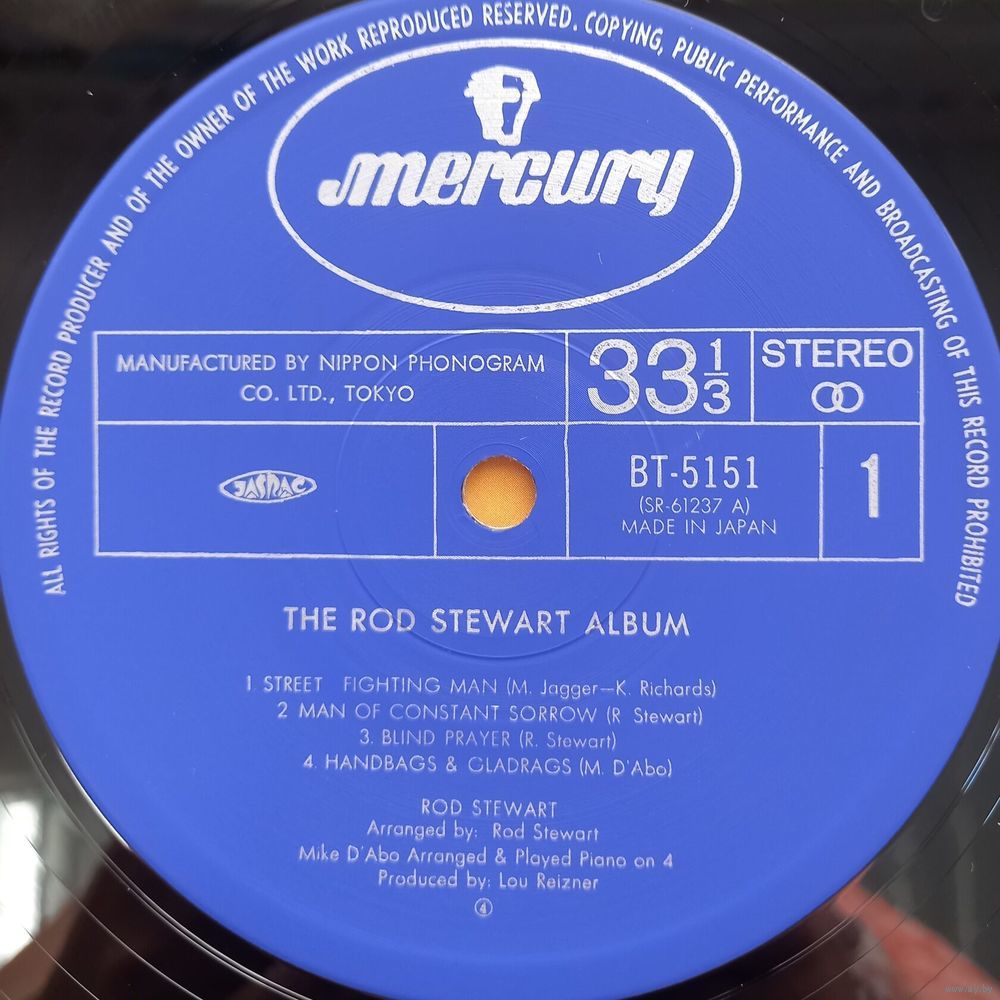 ALL RIGHTS OF THE RECORD PRODUCER AND OF THE OWNER OF THE WORK REPRODUCED RESERVED. COPYING, PUBLIC PERFORMANCE AND BROADCASTING OF THIS RECORD PROHIBITED
mercury
MANUFACTURED BY NIPPON PHONOGRAM
CO. LTD., TOKYO
33 1/3
STEREO
JASRAC
BT-5151
(SR-61237 A)
MADE IN JAPAN
1
THE ROD STEWART ALBUM
1 STREET FIGHTING MAN (M. Jagger—K. Richards)
2 MAN OF CONSTANT SORROW (R Stewart)
3. BLIND PRAYER (R. Stewart)
4. HANDBAGS & GLADRAGS (M. D'Abo)
ROD STEWART
Arranged by: Rod Stewart
Mike D'Abo Arranged & Played Piano on 4
Produced by: Lou Reizner
④
www.ay.by